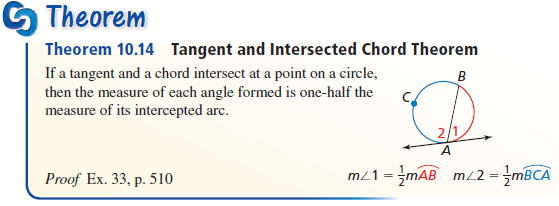 Theorem
Theorem 10.14 Tangent and Intersected Chord Theorem
If a tangent and a chord intersect at a point on a circle,
then the measure of each angle formed is one-half the
measure of its intercepted arc.
B
C
2 1
A
Proof Ex. 33, p. 510
m∠1 = ½mAB͡ m∠2 = ½mBCA͡